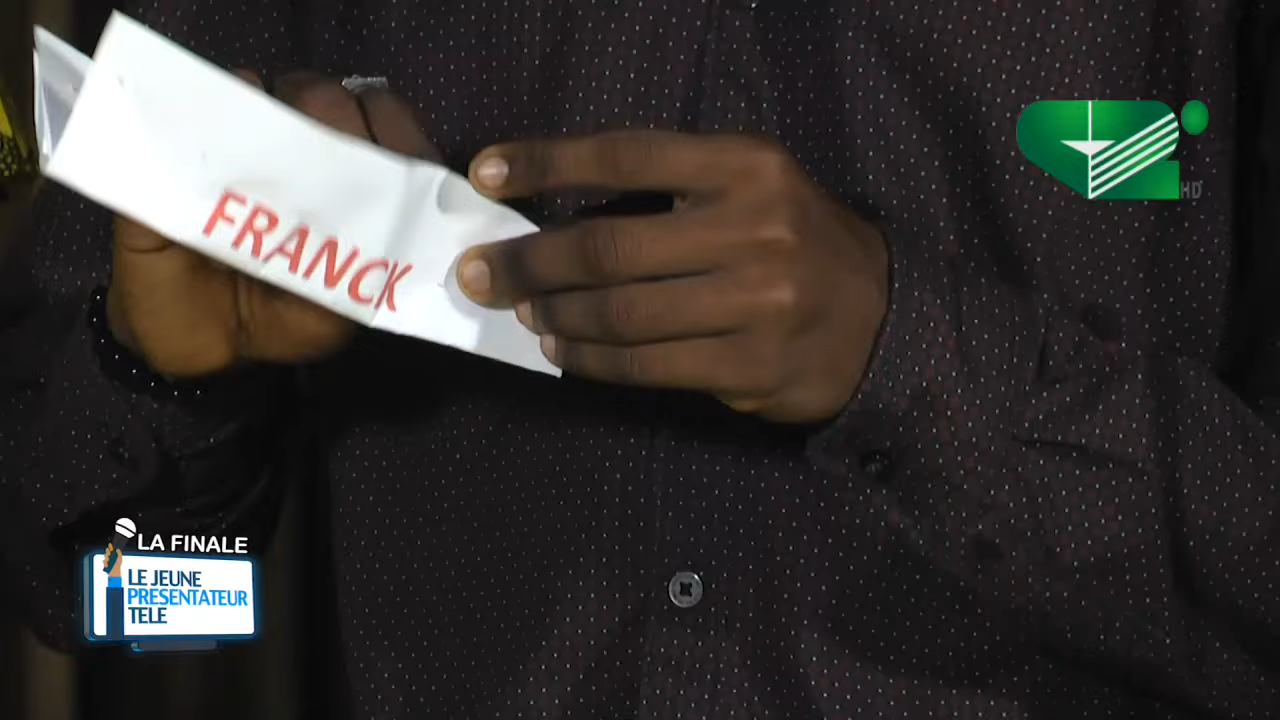 FRANCK
HD
LA FINALE
LE JEUNE
PRESENTATEUR
TELE